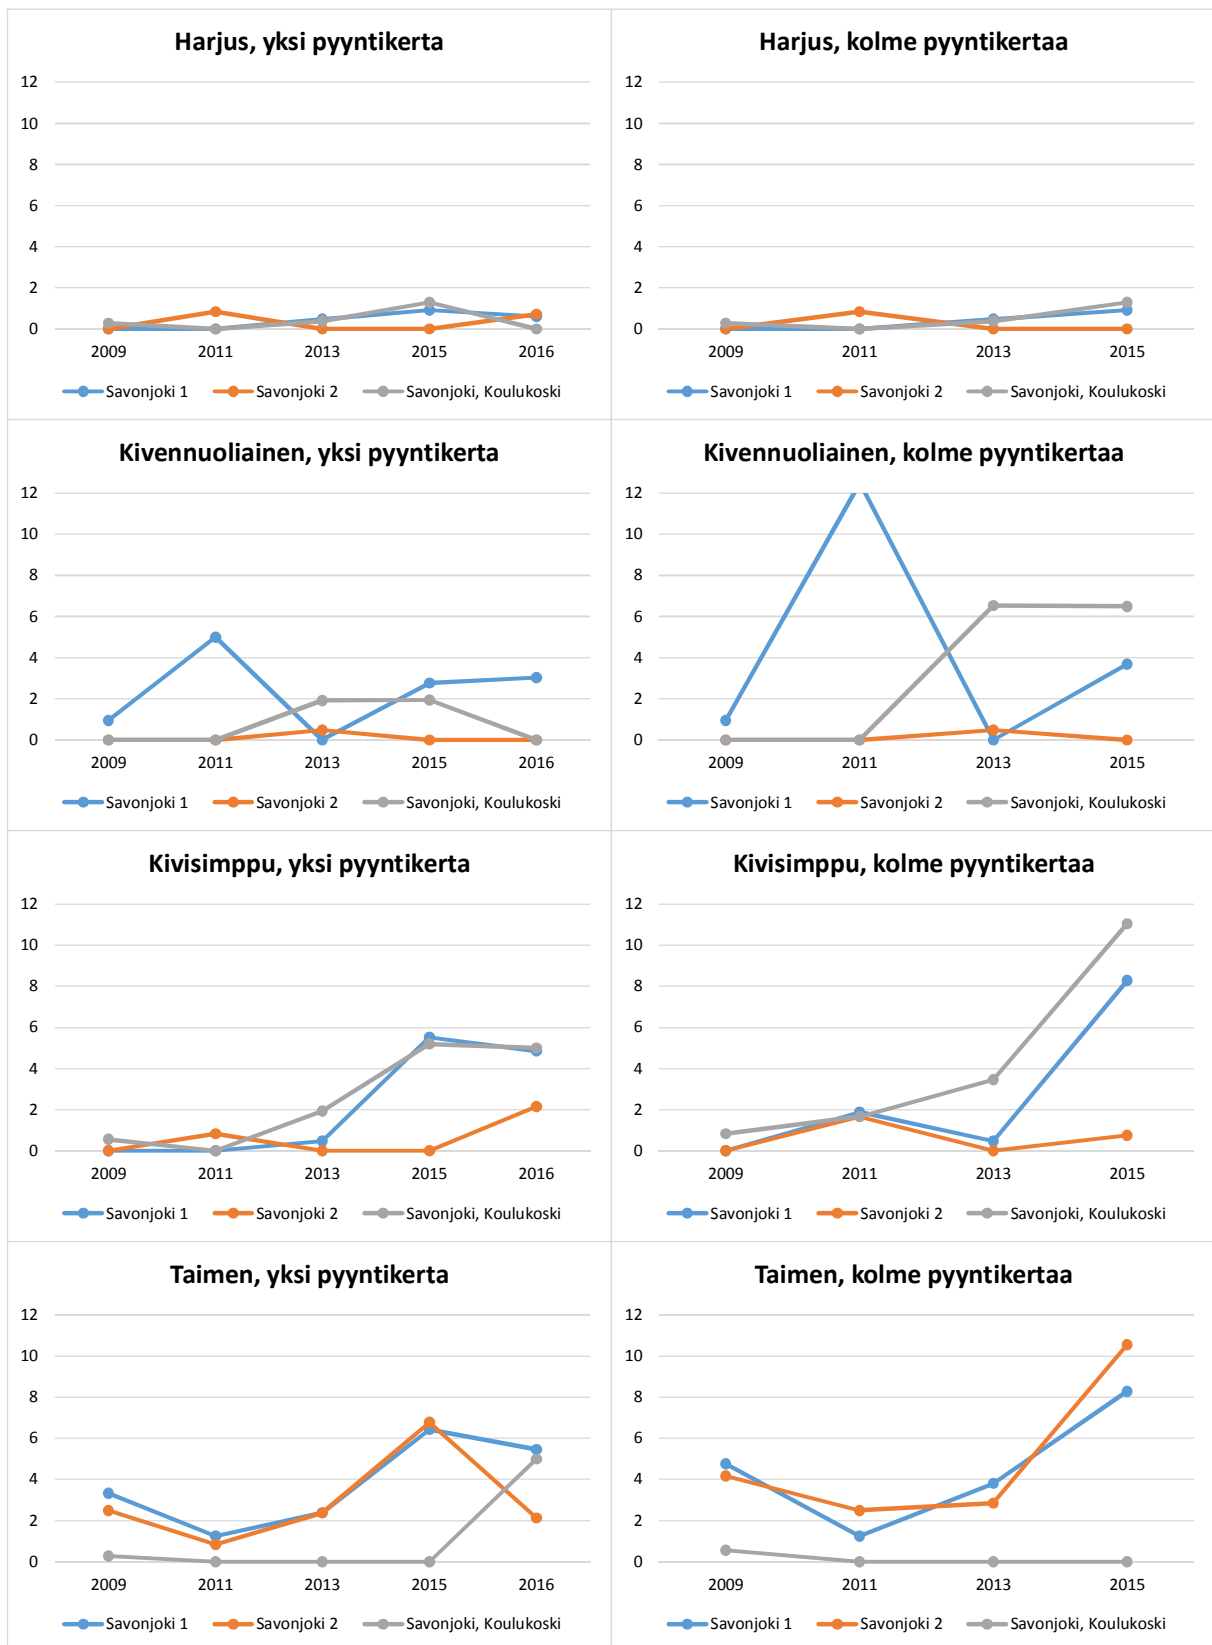 Harjus, yksi pyyntikerta
12
10
8
6
4
2
0
2009 2011 2013 2015 2016
Savonjoki 1 Savonjoki 2 Savonjoki, Koulukoski
Harjus, kolme pyyntikertaa
12
10
8
6
4
2
0
2009 2011 2013 2015
Savonjoki 1 Savonjoki 2 Savonjoki, Koulukoski
Kivennuoliainen, yksi pyyntikerta
12
10
8
6
4
2
0
2009 2011 2013 2015 2016
Savonjoki 1 Savonjoki 2 Savonjoki, Koulukoski
Kivennuoliainen, kolme pyyntikertaa
12
10
8
6
4
2
0
2009 2011 2013 2015
Savonjoki 1 Savonjoki 2 Savonjoki, Koulukoski
Kivisimppu, yksi pyyntikerta
12
10
8
6
4
2
0
2009 2011 2013 2015 2016
Savonjoki 1 Savonjoki 2 Savonjoki, Koulukoski
Kivisimppu, kolme pyyntikertaa
12
10
8
6
4
2
0
2009 2011 2013 2015
Savonjoki 1 Savonjoki 2 Savonjoki, Koulukoski
Taimen, yksi pyyntikerta
12
10
8
6
4
2
0
2009 2011 2013 2015 2016
Savonjoki 1 Savonjoki 2 Savonjoki, Koulukoski
Taimen, kolme pyyntikertaa
12
10
8
6
4
2
0
2009 2011 2013 2015
Savonjoki 1 Savonjoki 2 Savonjoki, Koulukoski